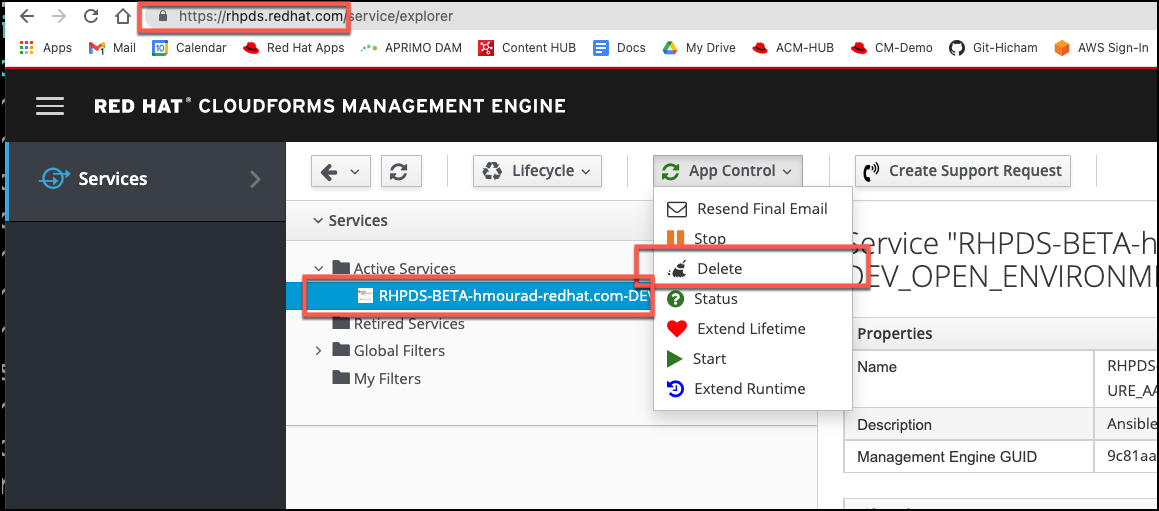 https://rhpds.redhat.com/service/explorer
Apps Mail Calendar Red Hat Apps APRIMO DAM Content HUB Docs My Drive ACM-HUB CM-Demo Git-Hicham AWS Sign-In
RED HAT® CLOUDFORMS MANAGEMENT ENGINE
Services
Lifecycle
App Control
Create Support Request
Services
Active Services
RHPDS-BETA-hmourad-redhat.com-DEV
Retired Services
Global Filters
My Filters
Resend Final Email
Stop
Delete
Status
Extend Lifetime
Start
Extend Runtime
Service "RHPDS-BETA-h
DEV_OPEN_ENVIRONM
Properties
Name
RHPDS-
URE_AA
Description
Ansible
Management Engine GUID
9c81aa